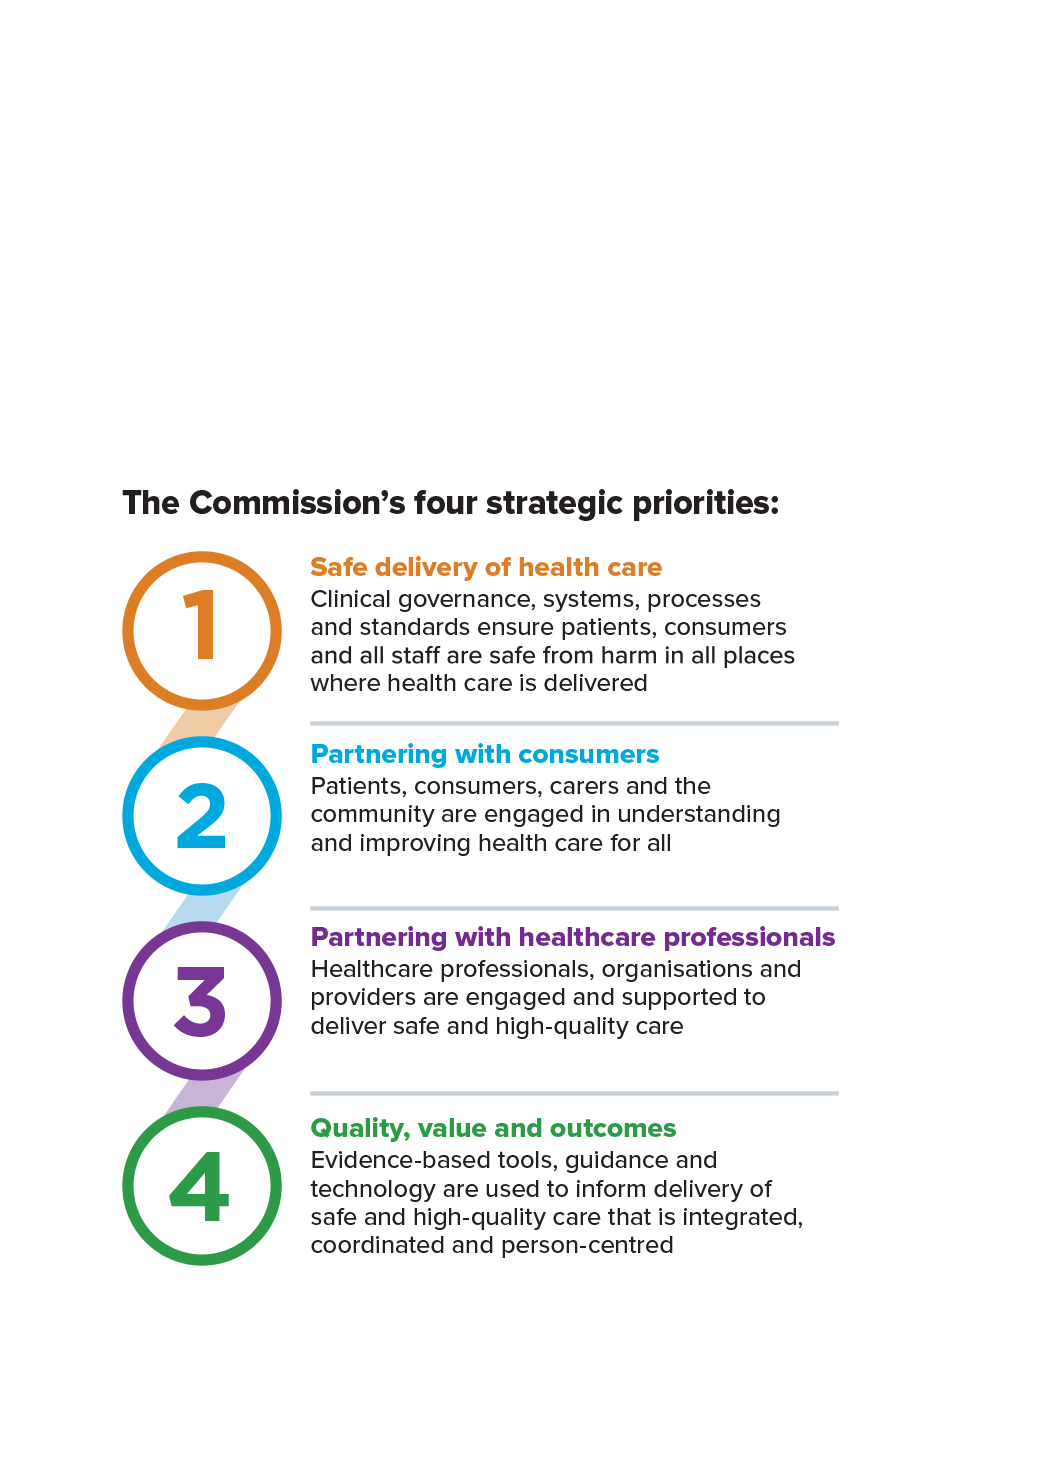 The Commission’s four strategic priorities:
1
Safe delivery of health care
Clinical governance, systems, processes
and standards ensure patients, consumers
and all staff are safe from harm in all places
where health care is delivered
2
Partnering with consumers
Patients, consumers, carers and the
community are engaged in understanding
and improving health care for all
3
Partnering with healthcare professionals
Healthcare professionals, organisations and
providers are engaged and supported to
deliver safe and high-quality care
4
Quality, value and outcomes
Evidence-based tools, guidance and
technology are used to inform delivery of
safe and high-quality care that is integrated,
coordinated and person-centred